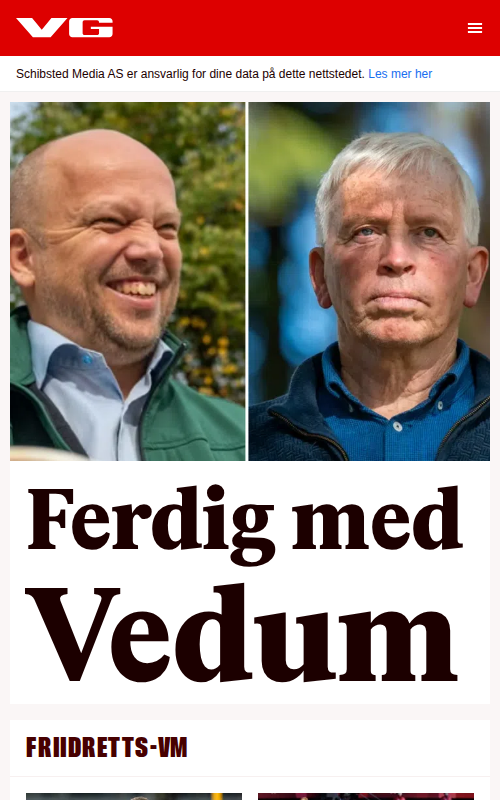 VG
Schibsted Media AS er ansvarlig for dine data på dette nettstedet. Les mer her
Ferdig med
Vedum
FRIIDRETTS-VM